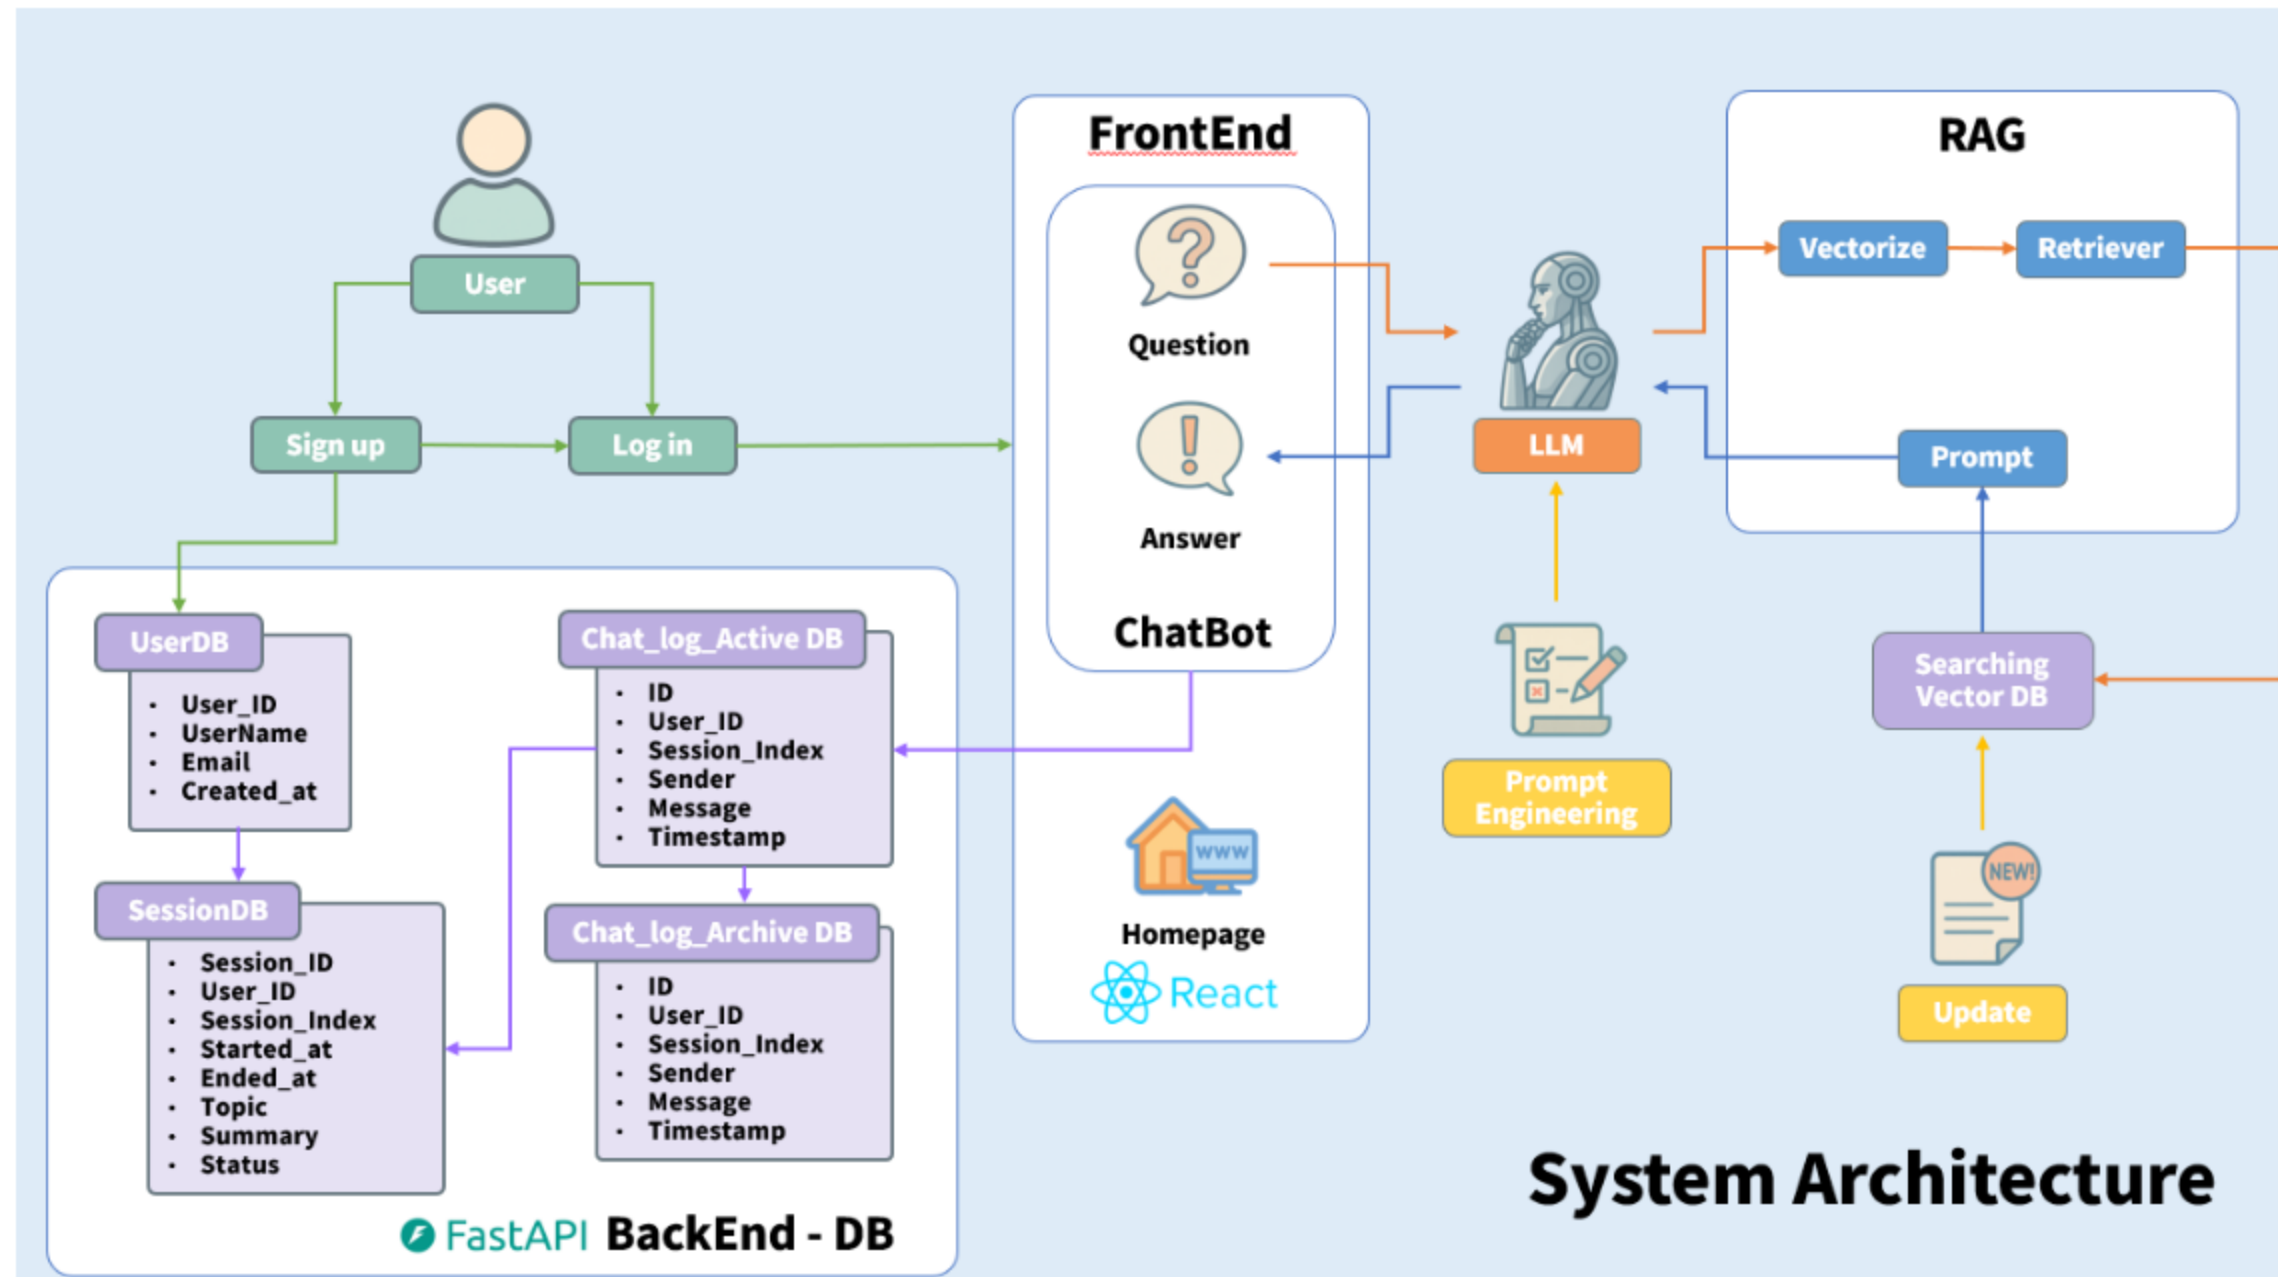 User
Sign up
Log in
FrontEnd
Question
Answer
ChatBot
Homepage
www
React
LLM
Prompt
Engineering
RAG
Vectorize
Retriever
Prompt
Searching
Vector DB
NEW!
Update
UserDB
• User_ID
• UserName
• Email
• Created_at
SessionDB
• Session_ID
• User_ID
• Session_Index
• Started_at
• Ended_at
• Topic
• Summary
• Status
Chat_log_Active DB
• ID
• User_ID
• Session_Index
• Sender
• Message
• Timestamp
Chat_log_Archive DB
• ID
• User_ID
• Session_Index
• Sender
• Message
• Timestamp
FastAPI BackEnd - DB
System Architecture